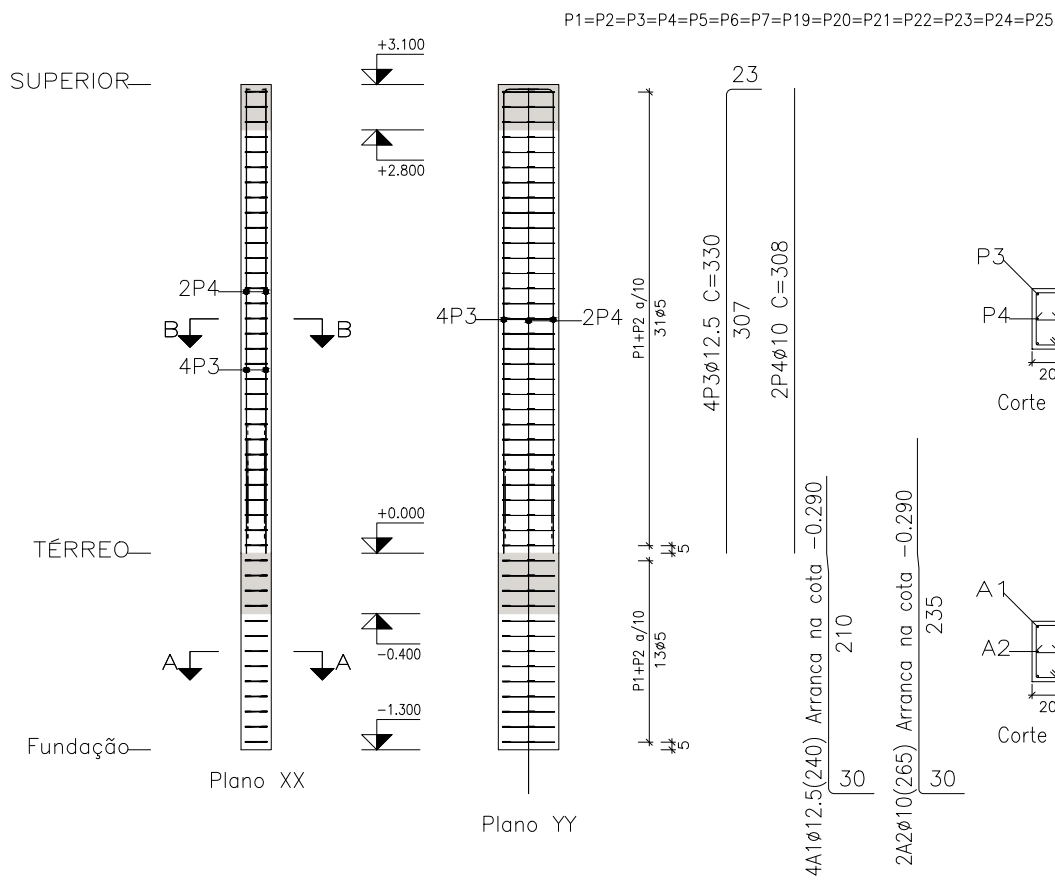 P1=P2=P3=P4=P5=P6=P7=P19=P20=P21=P22=P23=P24=P25
SUPERIOR
+3.100
+2.800
23
2P4
B
B
4P3
4P3
2P4
P1+P2 a/10
31ø5
4P3ø12.5 C=330
307
2P4ø10 C=308
P3
P4
20
Corte
TÉRREO
+0.000
5
-0.400
A
A
P1+P2 a/10
13ø5
-1.300
5
Fundação
Plano XX
Plano YY
4A1ø12.5(240) Arranca na cota -0.290
210
30
2A2ø10(265) Arranca na cota -0.290
235
30
A1
A2
20
Corte